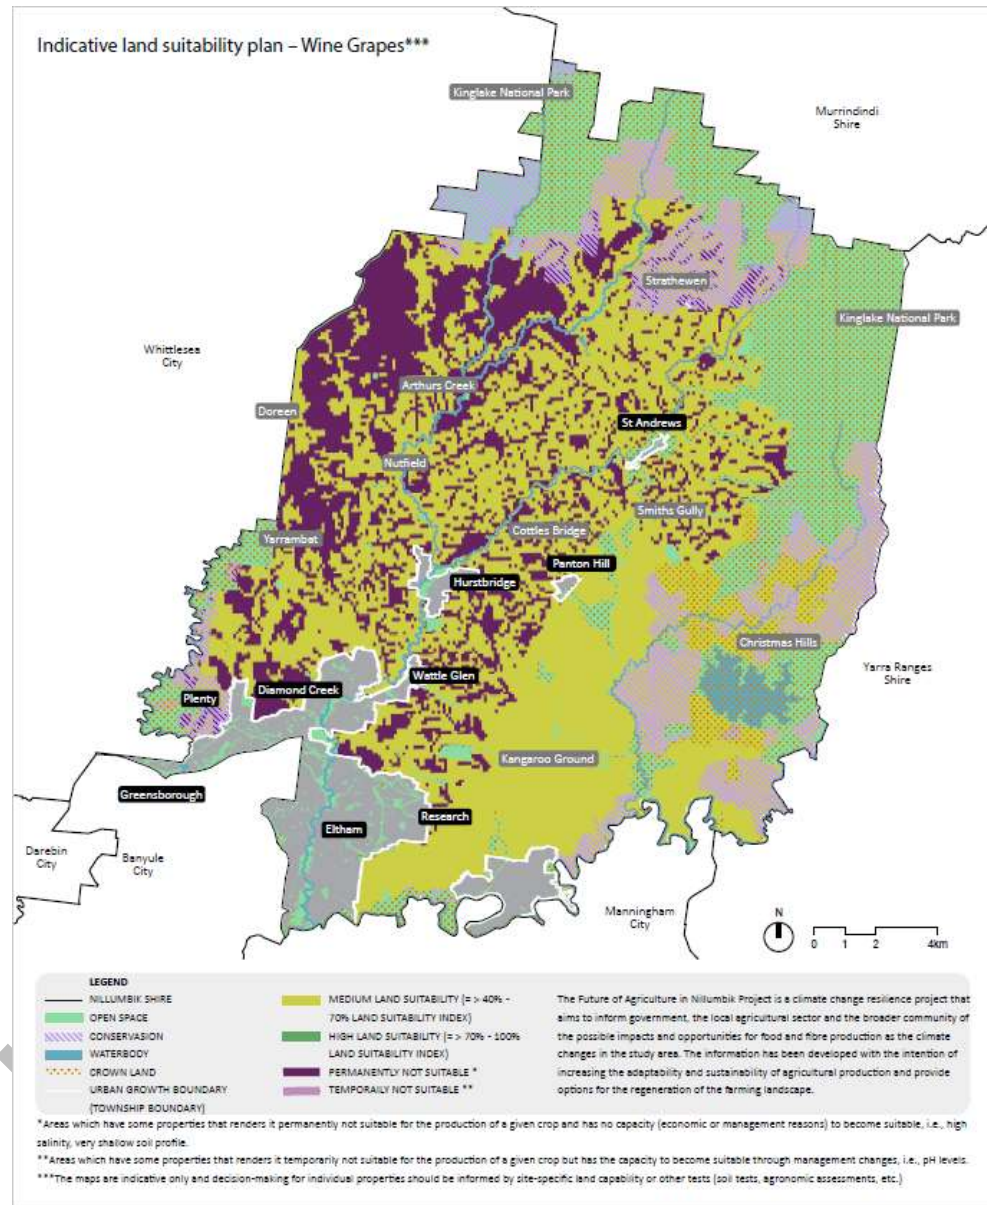 Indicative land suitability plan – Wine Grapes***
Kinglake National Park
Murrindindi
Shire
Strathewen
Kinglake National Park
Whittlesea
City
Arthurs Creek
Doreen
St Andrews
Nutfield
Smiths Gully
Cottles Bridge
Yarrambat
Panton Hill
Hurstbridge
Christmas Hills
Yarra Ranges
Shire
Wattle Glen
Diamond Creek
Plenty
Kangaroo Ground
Greensborough
Research
Eltham
Darebin
City
Banyule
City
Manningham
City
N
0 1 2 4km
LEGEND
NILLUMBIK SHIRE
OPEN SPACE
CONSERVASION
WATERBODY
CROWN LAND
URBAN GROWTH BOUNDARY
(TOWNSHIP BOUNDARY)
MEDIUM LAND SUITABILITY (= > 40% -
70% LAND SUITABILITY INDEX)
HIGH LAND SUITABILITY (= > 70% - 100%
LAND SUITABILITY INDEX)
PERMANENTLY NOT SUITABLE *
TEMPORAILY NOT SUITABLE **
The Future of Agriculture in Nillumbik Project is a climate change resilience project that
aims to inform government, the local agricultural sector and the broader community of
the possible impacts and opportunities for food and fibre production as the climate
changes in the study area. The information has been developed with the intention of
increasing the adaptability and sustainability of agricultural production and provide
options for the regeneration of the farming landscape.
*Areas which have some properties that renders it permanently not suitable for the production of a given crop and has no capacity (economic or management reasons) to become suitable, i.e., high
salinity, very shallow soil profile.
**Areas which have some properties that renders it temporarily not suitable for the production of a given crop but has the capacity to become suitable through management changes, i.e., pH levels.
***The maps are indicative only and decision-making for individual properties should be informed by site-specific land capability or other tests (soil tests, agronomic assessments, etc.)